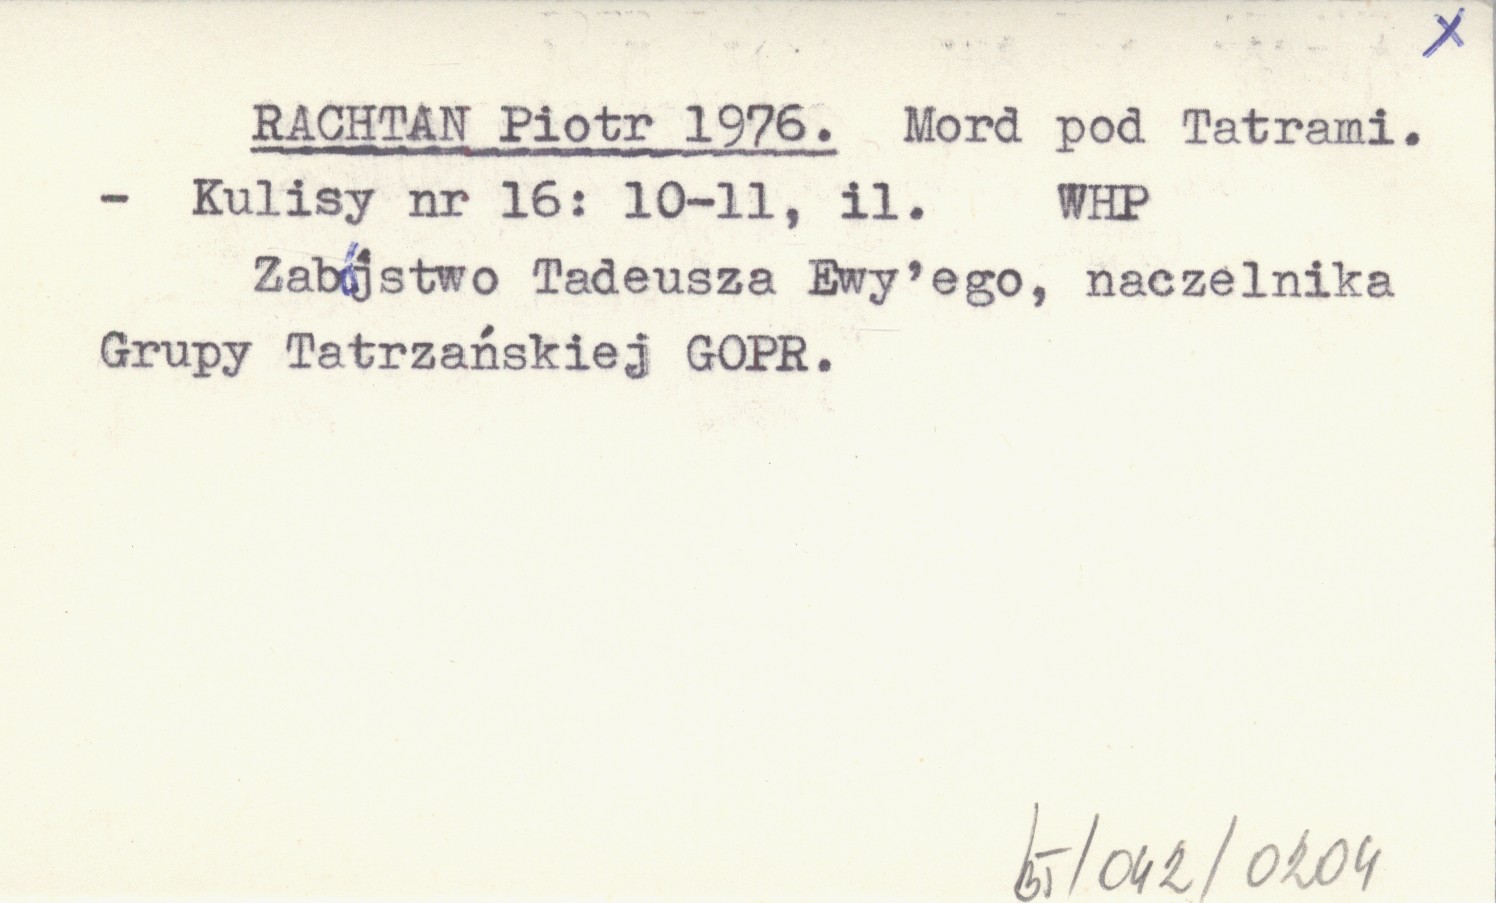 x
RACHTAN Piotr 1976. Mord pod Tatrami.
- Kulisy nr 16: 10-11, il. WHP
Zabójstwo Tadeusza Ewy'ego, naczelnika
Grupy Tatrzańskiej GOPR.
/042/0204